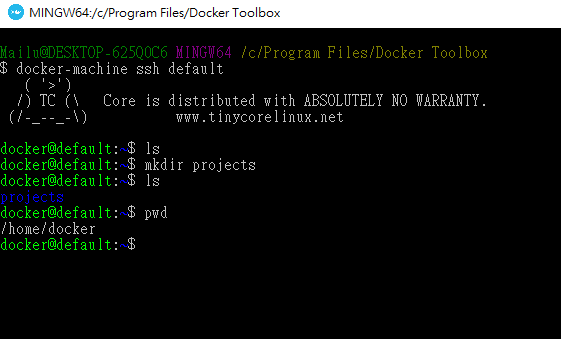 MINGW64:/c/Program Files/Docker Toolbox
Mailu@DESKTOP-625Q0C6 MINGW64 /c/Program Files/Docker Toolbox
$ docker-machine ssh default
   ( '>')
  /) TC (\   Core is distributed with ABSOLUTELY NO WARRANTY.
 (/-_--_-\)           www.tinycorelinux.net
docker@default:~$ ls
docker@default:~$ mkdir projects
docker@default:~$ ls
projects
docker@default:~$ pwd
/home/docker
docker@default:~$